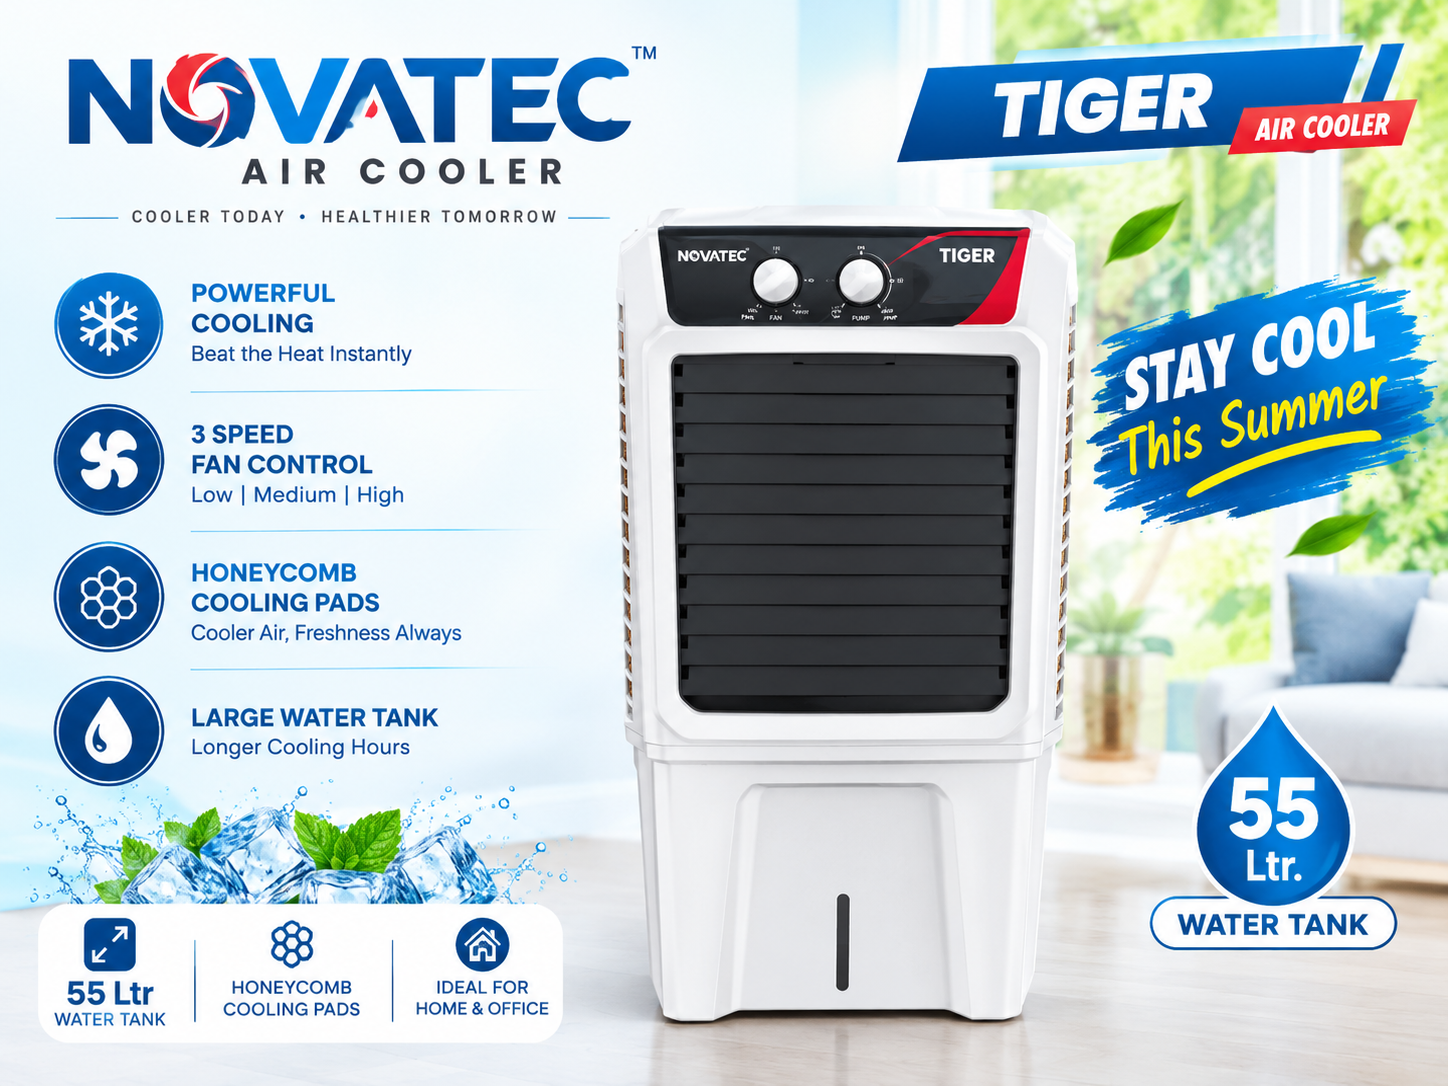 NOVATEC™
AIR COOLER
COOLER TODAY • HEALTHIER TOMORROW
TIGER
AIR COOLER
POWERFUL
COOLING
Beat the Heat Instantly
3 SPEED
FAN CONTROL
Low | Medium | High
HONEYCOMB
COOLING PADS
Cooler Air, Freshness Always
LARGE WATER TANK
Longer Cooling Hours
55 Ltr
WATER TANK
HONEYCOMB
COOLING PADS
IDEAL FOR
HOME & OFFICE
NOVATEC
TIGER
FAN
PUMP
STAY COOL
This Summer
55
Ltr.
WATER TANK